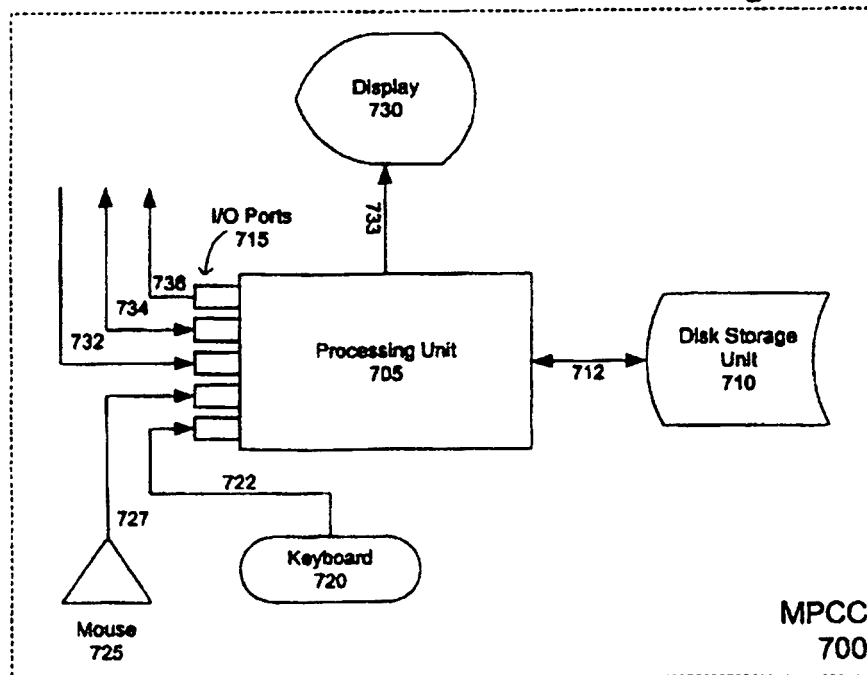 Display
730
733
I/O Ports
715
736
734
732
Processing Unit
705
712
Disk Storage
Unit
710
722
727
Keyboard
720
Mouse
725
MPCC
700